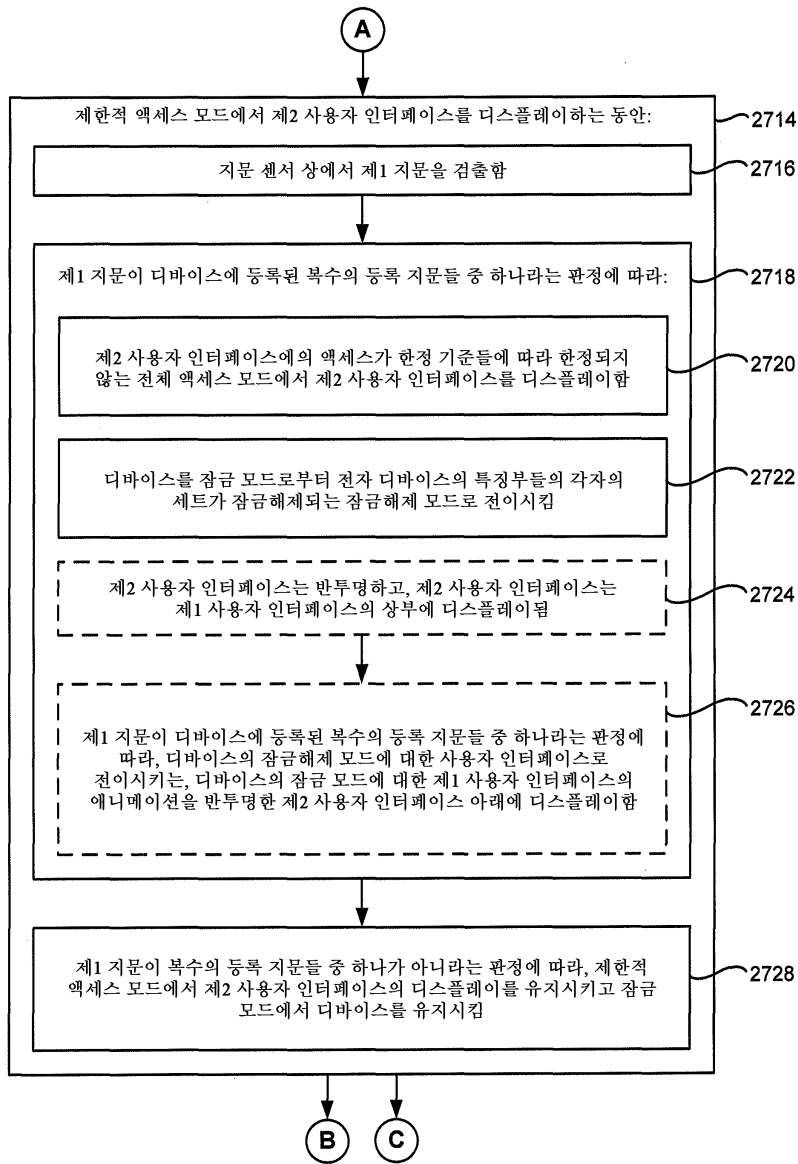 A
제한적 액세스 모드에서 제2 사용자 인터페이스를 디스플레이하는 동안:
2714
지문 센서 상에서 제1 지문을 검출함
2716
제1 지문이 디바이스에 등록된 복수의 등록 지문들 중 하나라는 판정에 따라:
2718
제2 사용자 인터페이스에의 액세스가 한정 기준들에 따라 한정되지
않는 전체 액세스 모드에서 제2 사용자 인터페이스를 디스플레이함
2720
디바이스를 잠금 모드로부터 전자 디바이스의 특징부들의 각자의
세트가 잠금해제되는 잠금해제 모드로 전이시킴
2722
제2 사용자 인터페이스는 반투명하고, 제2 사용자 인터페이스는
제1 사용자 인터페이스의 상부에 디스플레이됨
2724
제1 지문이 디바이스에 등록된 복수의 등록 지문들 중 하나라는 판정에
따라, 디바이스의 잠금해제 모드에 대한 사용자 인터페이스로
전이시키는, 디바이스의 잠금 모드에 대한 제1 사용자 인터페이스의
애니메이션을 반투명한 제2 사용자 인터페이스 아래에 디스플레이함
2726
제1 지문이 복수의 등록 지문들 중 하나가 아니라는 판정에 따라, 제한적
액세스 모드에서 제2 사용자 인터페이스의 디스플레이를 유지시키고 잠금
모드에서 디바이스를 유지시킴
2728
B
C